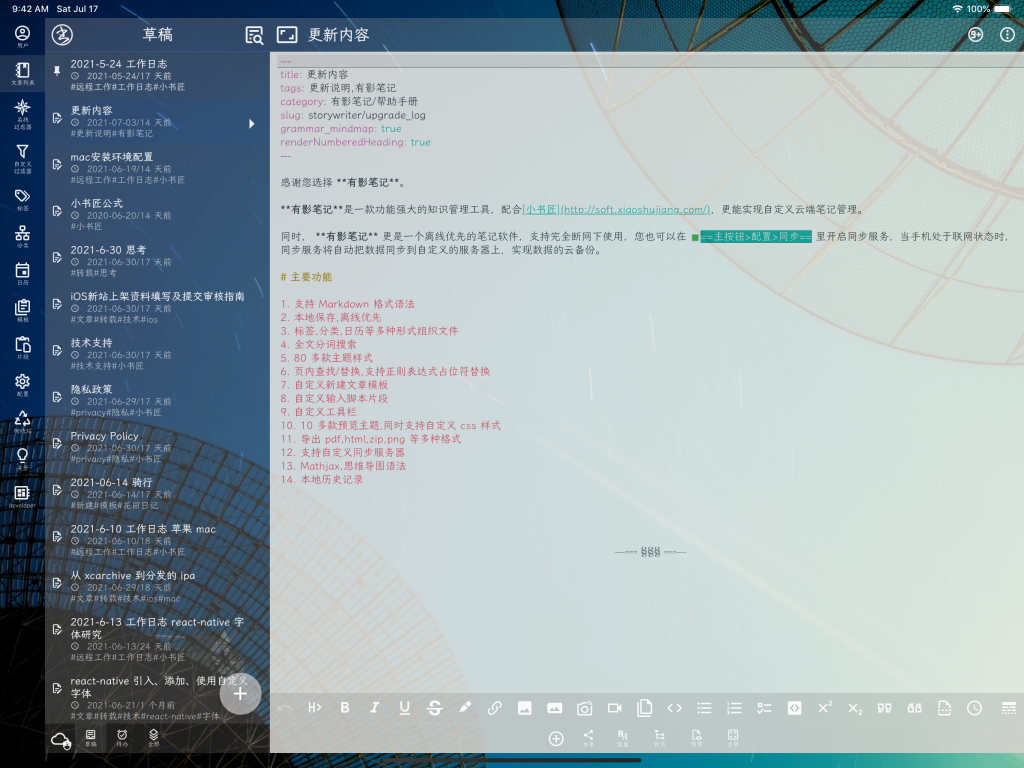 9:42 AM Sat Jul 17
100%
用户
文章列表
系统
过滤器
自定义
过滤器
标签
分类
日历
模板
片段
配置
developer
草稿
2021-5-24 工作日志
2021-05-24/17 天前
#远程工作#工作日志#小书匠
更新内容
2021-07-03/14 天前
#更新说明#有影笔记
mac安装环境配置
2021-06-19/14 天前
#远程工作#工作日志#小书匠
小书匠公式
2020-06-20/14 天前
#小书匠
2021-6-30 思考
2021-06-30/17 天前
#转载#思考
iOS新站上架资料填写及提交审核指南
2021-06-30/17 天前
#文章#转载#技术#ios
技术支持
2021-06-30/17 天前
#技术支持#小书匠
隐私政策
2021-06-29/17 天前
#privacy#隐私#小书匠
Privacy Policy
2021-06-30/17 天前
#privacy#隐私#小书匠
2021-06-14 骑行
2021-06-14/17 天前
#新建#模板#花田日记
2021-6-10 工作日志 苹果 mac
2021-06-10/18 天前
#远程工作#工作日志#小书匠
从 xcarchive 到分发的 ipa
2021-06-29/18 天前
#文章#转载#技术#ios#mac
2021-6-13 工作日志 react-native 字
体研究
2021-06-13/24 天前
#远程工作#工作日志#小书匠
react-native 引入、添加、使用自定义
字体
2021-06-21/1 个月前
#文章#转载#技术#react-native#字体
草稿
待办
全部
更新内容
9+
---
title: 更新内容
tags: 更新说明,有影笔记
category: 有影笔记/帮助手册
slug: storywriter/upgrade_log
grammar_mindmap: true
renderNumberedHeading: true
---
感谢您选择 **有影笔记**。
**有影笔记**是一款功能强大的知识管理工具，配合[小书匠](http://soft.xiaoshujiang.com/)，更能实现自定义云端笔记管理。
同时， **有影笔记** 更是一个离线优先的笔记软件，支持完全断网下使用，您也可以在 ==主按钮>配置>同步== 里开启同步服务，当手机处于联网状态时，
同步服务将自动把数据同步到自定义的服务器上，实现数据的云备份。
# 主要功能
1. 支持 Markdown 格式语法
2. 本地保存,离线优先
3. 标签,分类,日历等多种形式组织文件
4. 全文分词搜索
5. 80 多款主题样式
6. 页内查找/替换,支持正则表达式占位符替换
7. 自定义新建文章模板
8. 自定义输入脚本片段
9. 自定义工具栏
10. 10 多款预览主题,同时支持自定义 css 样式
11. 导出 pdf,html,zip,png 等多种格式
12. 支持自定义同步服务器
13. Mathjax,思维导图语法
14. 本地历史记录
----=== §§§ ===----
H B I U S X² X₂